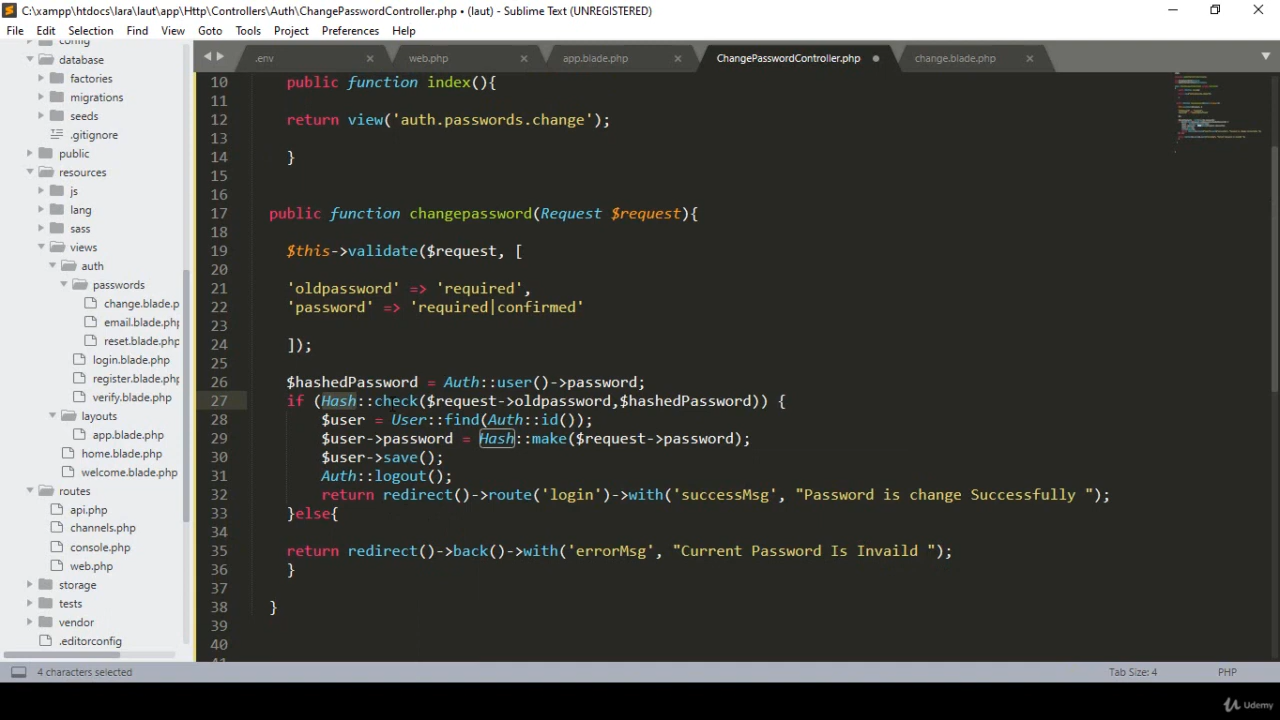 C:\xampp\htdocs\lara\laut\app\Http\Controllers\Auth\ChangePasswordController.php • (laut) - Sublime Text (UNREGISTERED)
File Edit Selection Find View Goto Tools Project Preferences Help
.env web.php app.blade.php ChangePasswordController.php change.blade.php
config
database
factories
migrations
seeds
.gitignore
public
resources
js
lang
sass
views
auth
passwords
change.blade.p
email.blade.php
reset.blade.php
login.blade.php
register.blade.php
verify.blade.php
layouts
app.blade.php
home.blade.php
welcome.blade.php
routes
api.php
channels.php
console.php
web.php
storage
tests
vendor
.editorconfig
10 public function index(){
11
12 return view('auth.passwords.change');
13
14 }
15
16
17 public function changepassword(Request $request){
18
19 $this->validate($request, [
20
21 'oldpassword' => 'required',
22 'password' => 'required|confirmed'
23
24 ]);
25
26 $hashedPassword = Auth::user()->password;
27 if (Hash::check($request->oldpassword,$hashedPassword)) {
28 $user = User::find(Auth::id());
29 $user->password = Hash::make($request->password);
30 $user->save();
31 Auth::logout();
32 return redirect()->route('login')->with('successMsg', "Password is change Successfully ");
33 }else{
34
35 return redirect()->back()->with('errorMsg', "Current Password Is Invaild ");
36 }
37
38 }
39
40
41
4 characters selected Tab Size: 4 PHP
Udemy